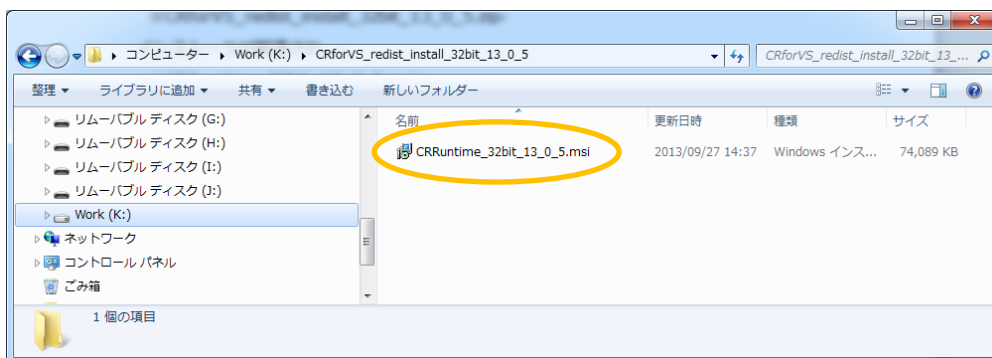 コンピューター Work (K:) CRforVS_redist_install_32bit_13_0_5
CRforVS_redist_install_32bit_13_0_...
整理 ライブラリに追加 共有 書き込む 新しいフォルダー
リムーバブル ディスク (G:)
リムーバブル ディスク (H:)
リムーバブル ディスク (I:)
リムーバブル ディスク (J:)
Work (K:)
ネットワーク
コントロール パネル
ごみ箱
名前 更新日時 種類 サイズ
CRRuntime_32bit_13_0_5.msi 2013/09/27 14:37 Windows インス... 74,089 KB
1 個の項目